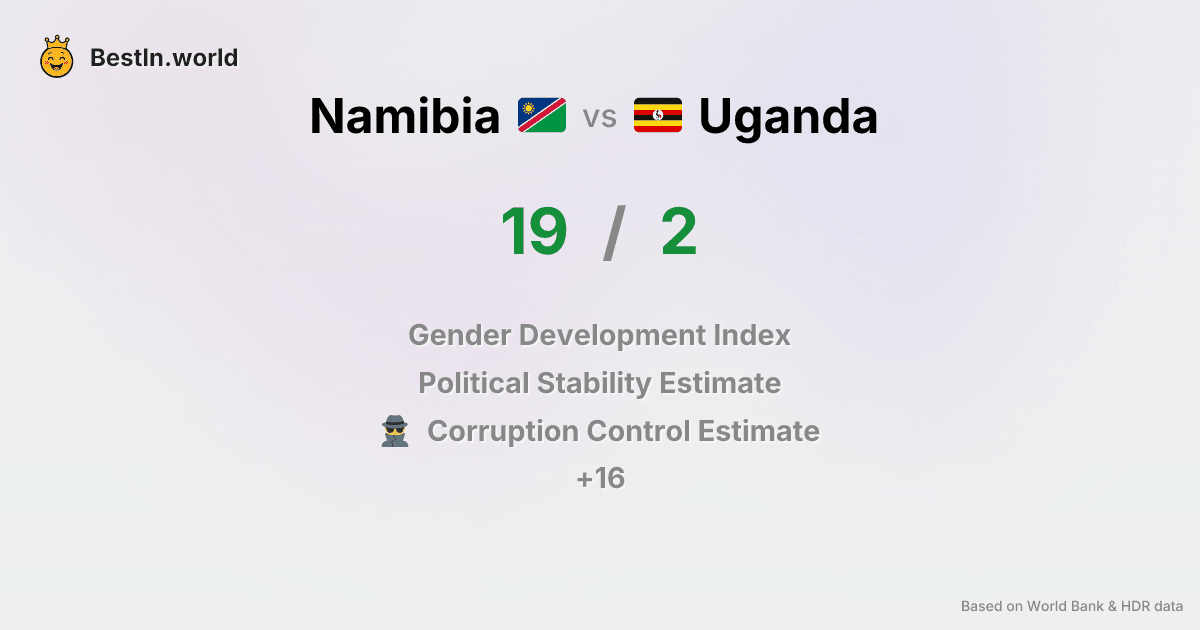 BestIn.world
Namibia vs Uganda
19 / 2
Gender Development Index
Political Stability Estimate
Corruption Control Estimate
+16
Based on World Bank & HDR data